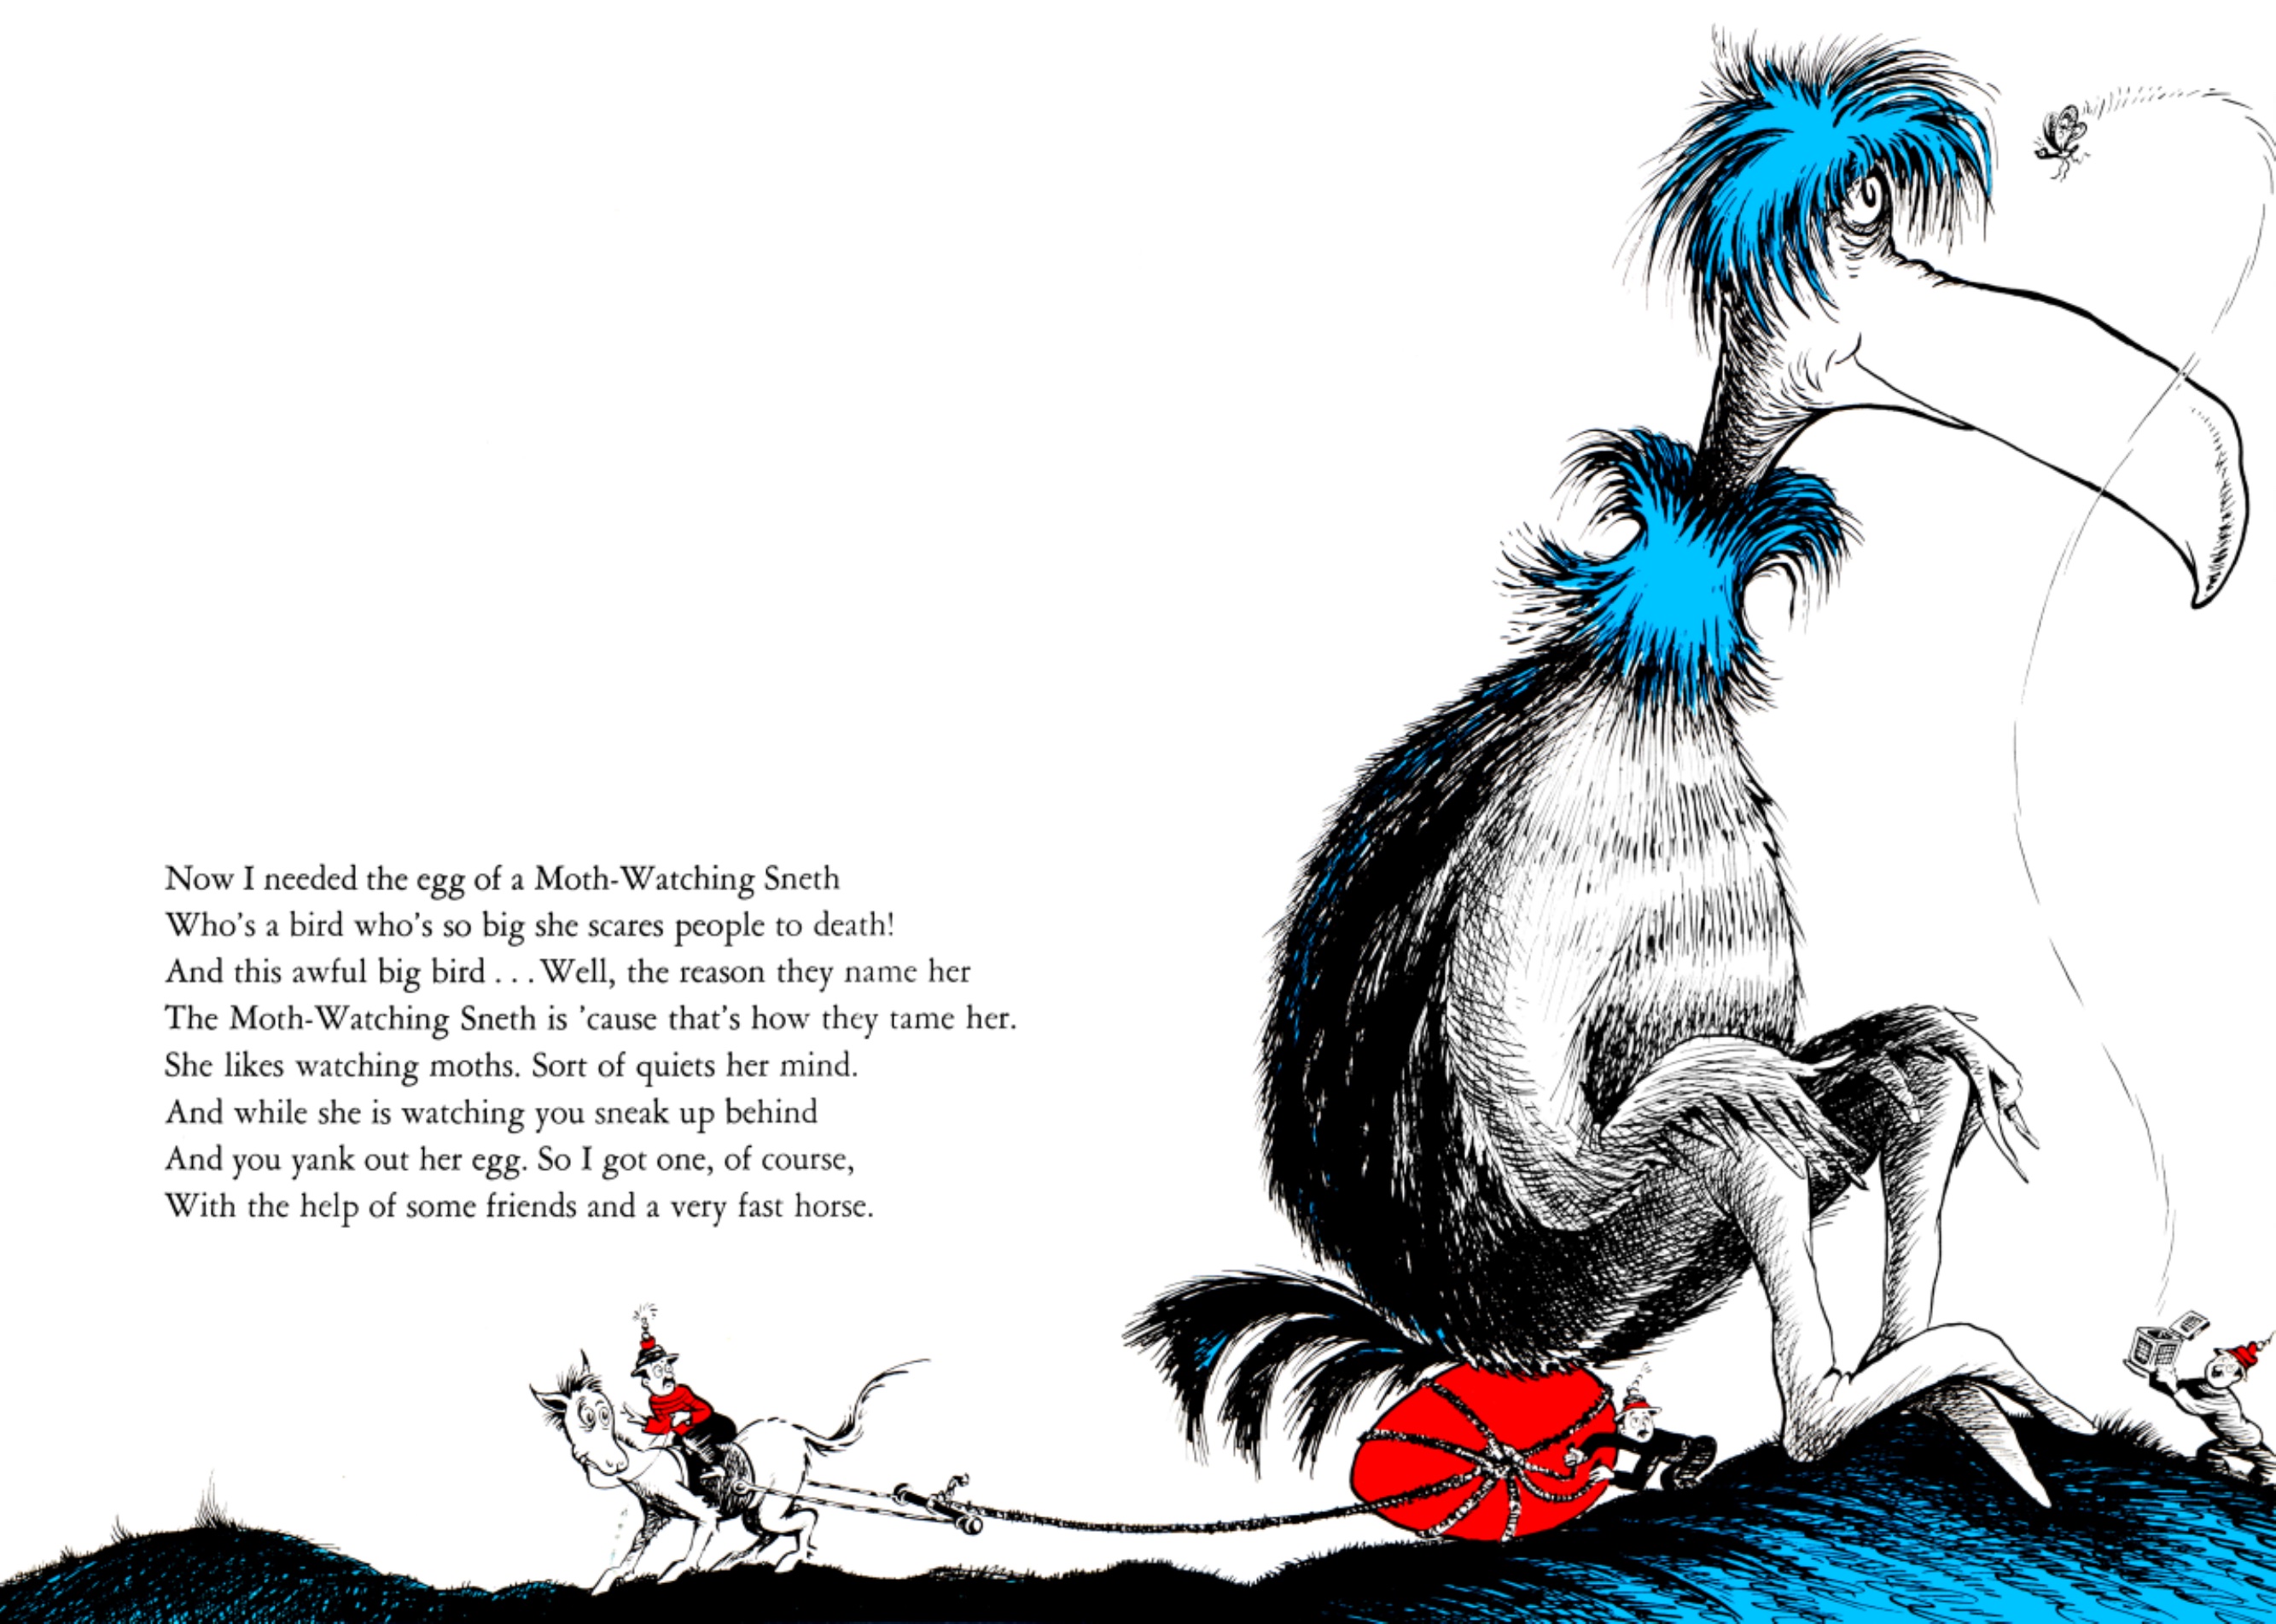 Now I needed the egg of a Moth-Watching Sneth
Who's a bird who's so big she scares people to death!
And this awful big bird . . . Well, the reason they name her
The Moth-Watching Sneth is 'cause that's how they tame her.
She likes watching moths. Sort of quiets her mind.
And while she is watching you sneak up behind
And you yank out her egg. So I got one, of course,
With the help of some friends and a very fast horse.